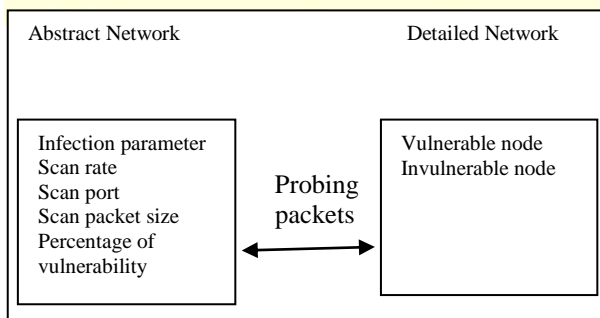 Abstract Network
Detailed Network
Infection parameter
Scan rate
Scan port
Scan packet size
Percentage of
vulnerability
Probing
packets
Vulnerable node
Invulnerable node